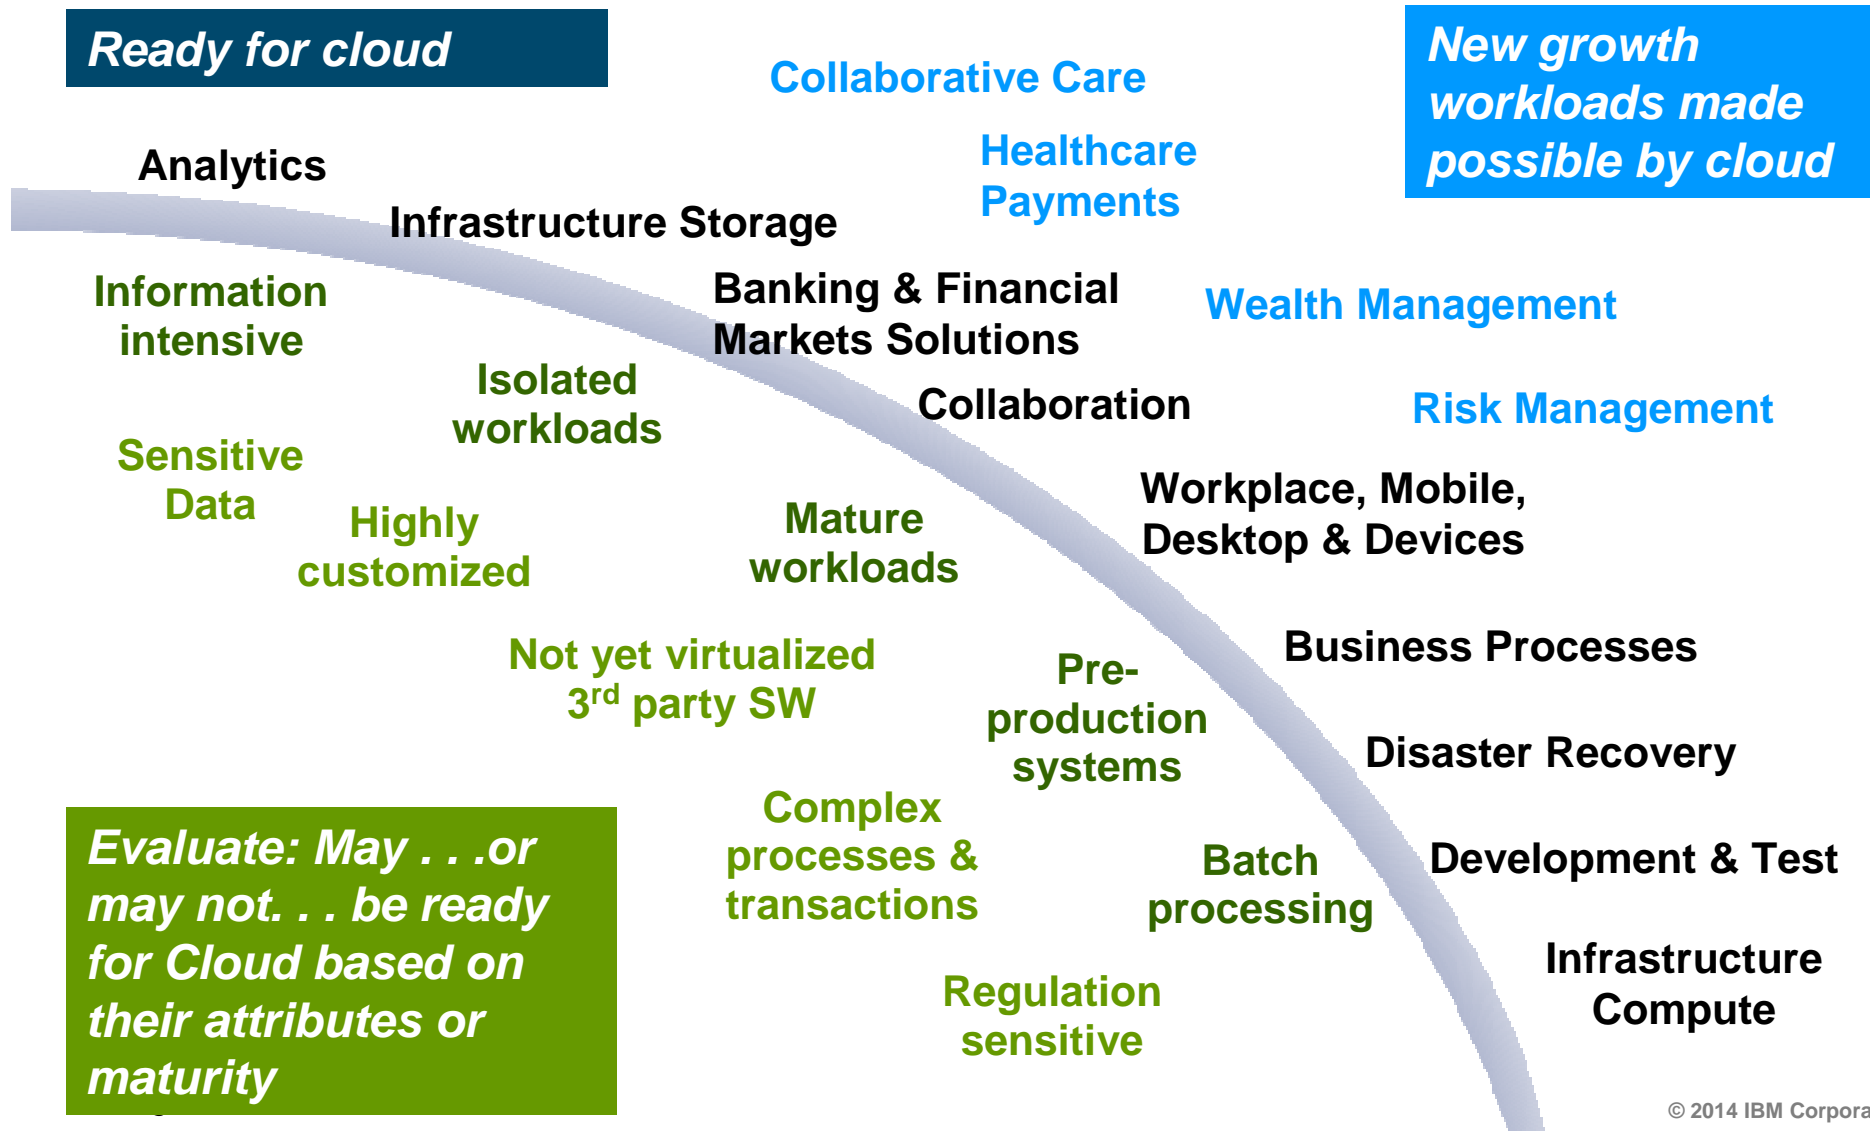 Ready for cloud
New growth
workloads made
possible by cloud
Collaborative Care
Healthcare
Payments
Analytics
Infrastructure Storage
Banking & Financial
Markets Solutions
Wealth Management
Collaboration
Risk Management
Information
intensive
Isolated
workloads
Sensitive
Data
Highly
customized
Mature
workloads
Workplace, Mobile,
Desktop & Devices
Not yet virtualized
3rd party SW
Pre-
production
systems
Business Processes
Disaster Recovery
Complex
processes &
transactions
Batch
processing
Development & Test
Regulation
sensitive
Infrastructure
Compute
Evaluate: May . . .or
may not. . . be ready
for Cloud based on
their attributes or
maturity
© 2014 IBM Corpora